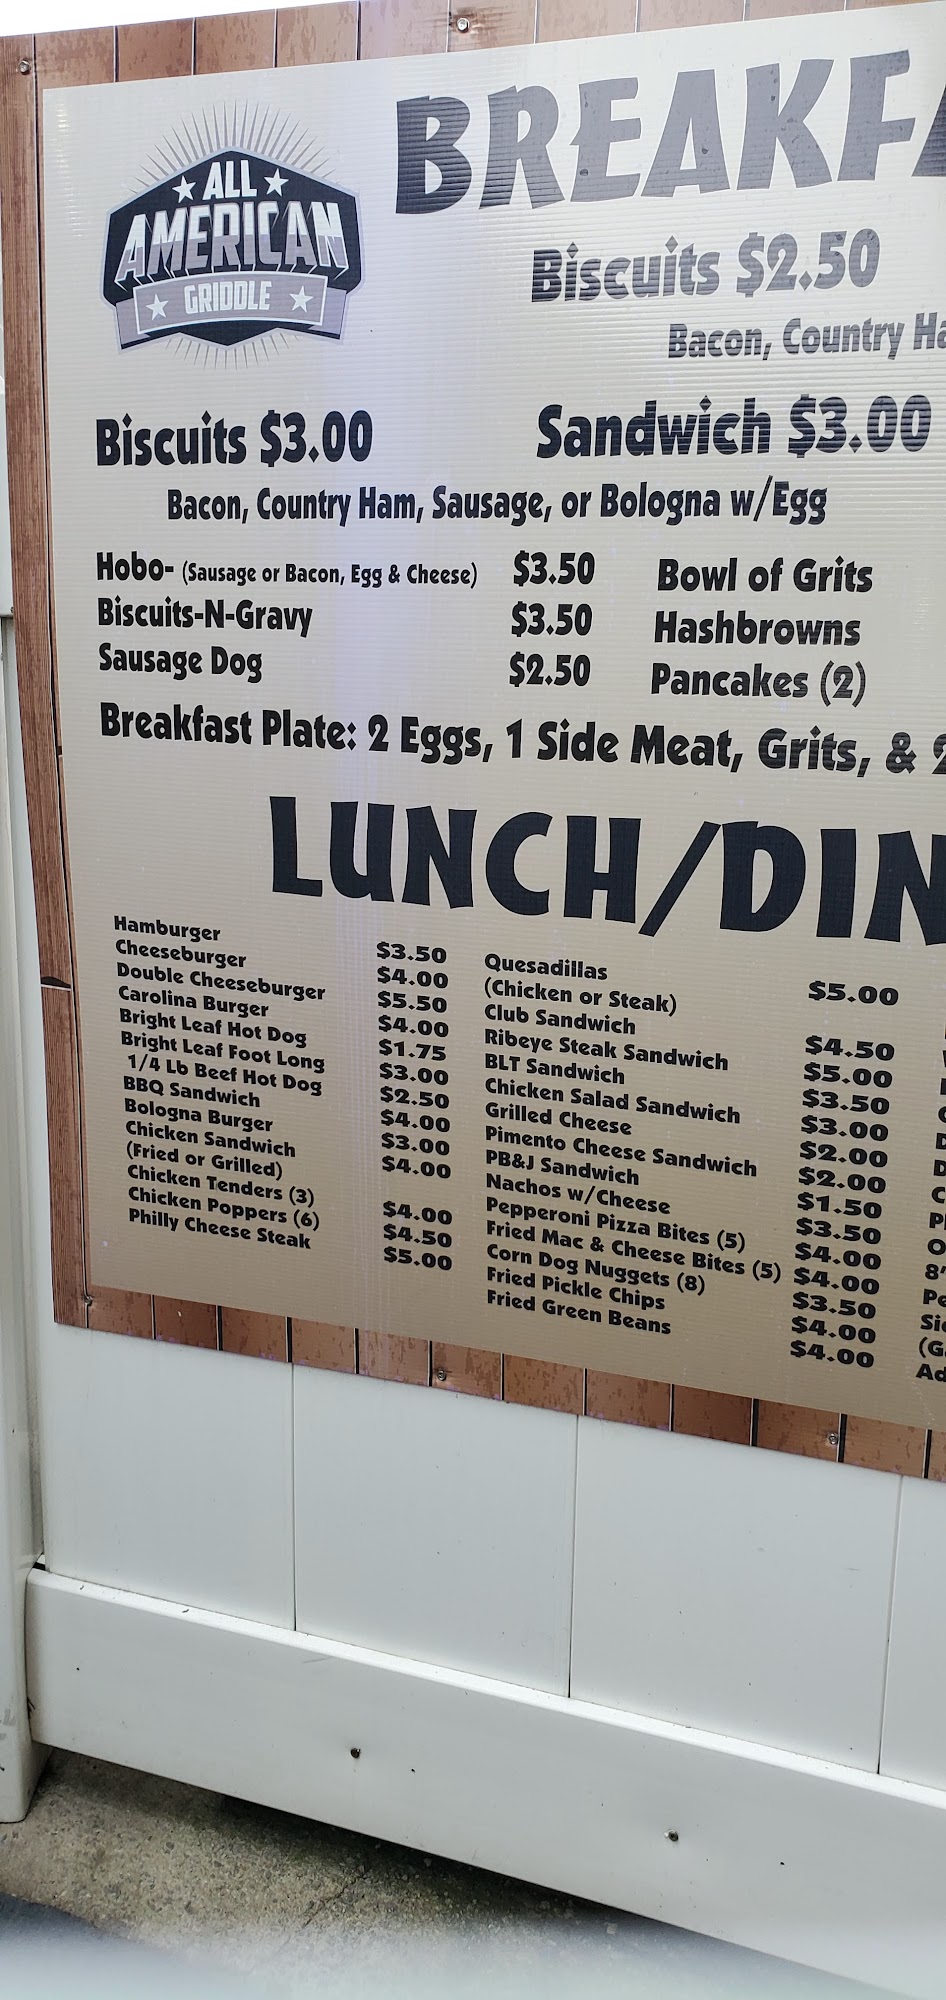 ALL
AMERICAN
GRIDDLE
BREAKFA
Biscuits $2.50
Bacon, Country Ha
Biscuits $3.00 Sandwich $3.00
Bacon, Country Ham, Sausage, or Bologna w/Egg
Hobo- (Sausage or Bacon, Egg & Cheese) $3.50 Bowl of Grits
Biscuits-N-Gravy $3.50 Hashbrowns
Sausage Dog $2.50 Pancakes (2)
Breakfast Plate: 2 Eggs, 1 Side Meat, Grits, & 2
LUNCH/DIN
Hamburger $3.50
Cheeseburger $4.00
Double Cheeseburger $5.50
Carolina Burger $4.00
Bright Leaf Hot Dog $1.75
Bright Leaf Foot Long $3.00
1/4 Lb Beef Hot Dog $2.50
BBQ Sandwich $4.00
Bologna Burger $3.00
Chicken Sandwich $4.00
(Fried or Grilled)
Chicken Tenders (3) $4.00
Chicken Poppers (6) $4.50
Philly Cheese Steak $5.00
Quesadillas $5.00
(Chicken or Steak)
Club Sandwich $4.50
Ribeye Steak Sandwich $5.00
BLT Sandwich $3.50
Chicken Salad Sandwich $3.00
Grilled Cheese $2.00
Pimento Cheese Sandwich $2.00
PB&J Sandwich $1.50
Nachos w/Cheese $3.50
Pepperoni Pizza Bites (5) $4.00
Fried Mac & Cheese Bites (5) $4.00
Corn Dog Nuggets (8) $3.50
Fried Pickle Chips $4.00
Fried Green Beans $4.00